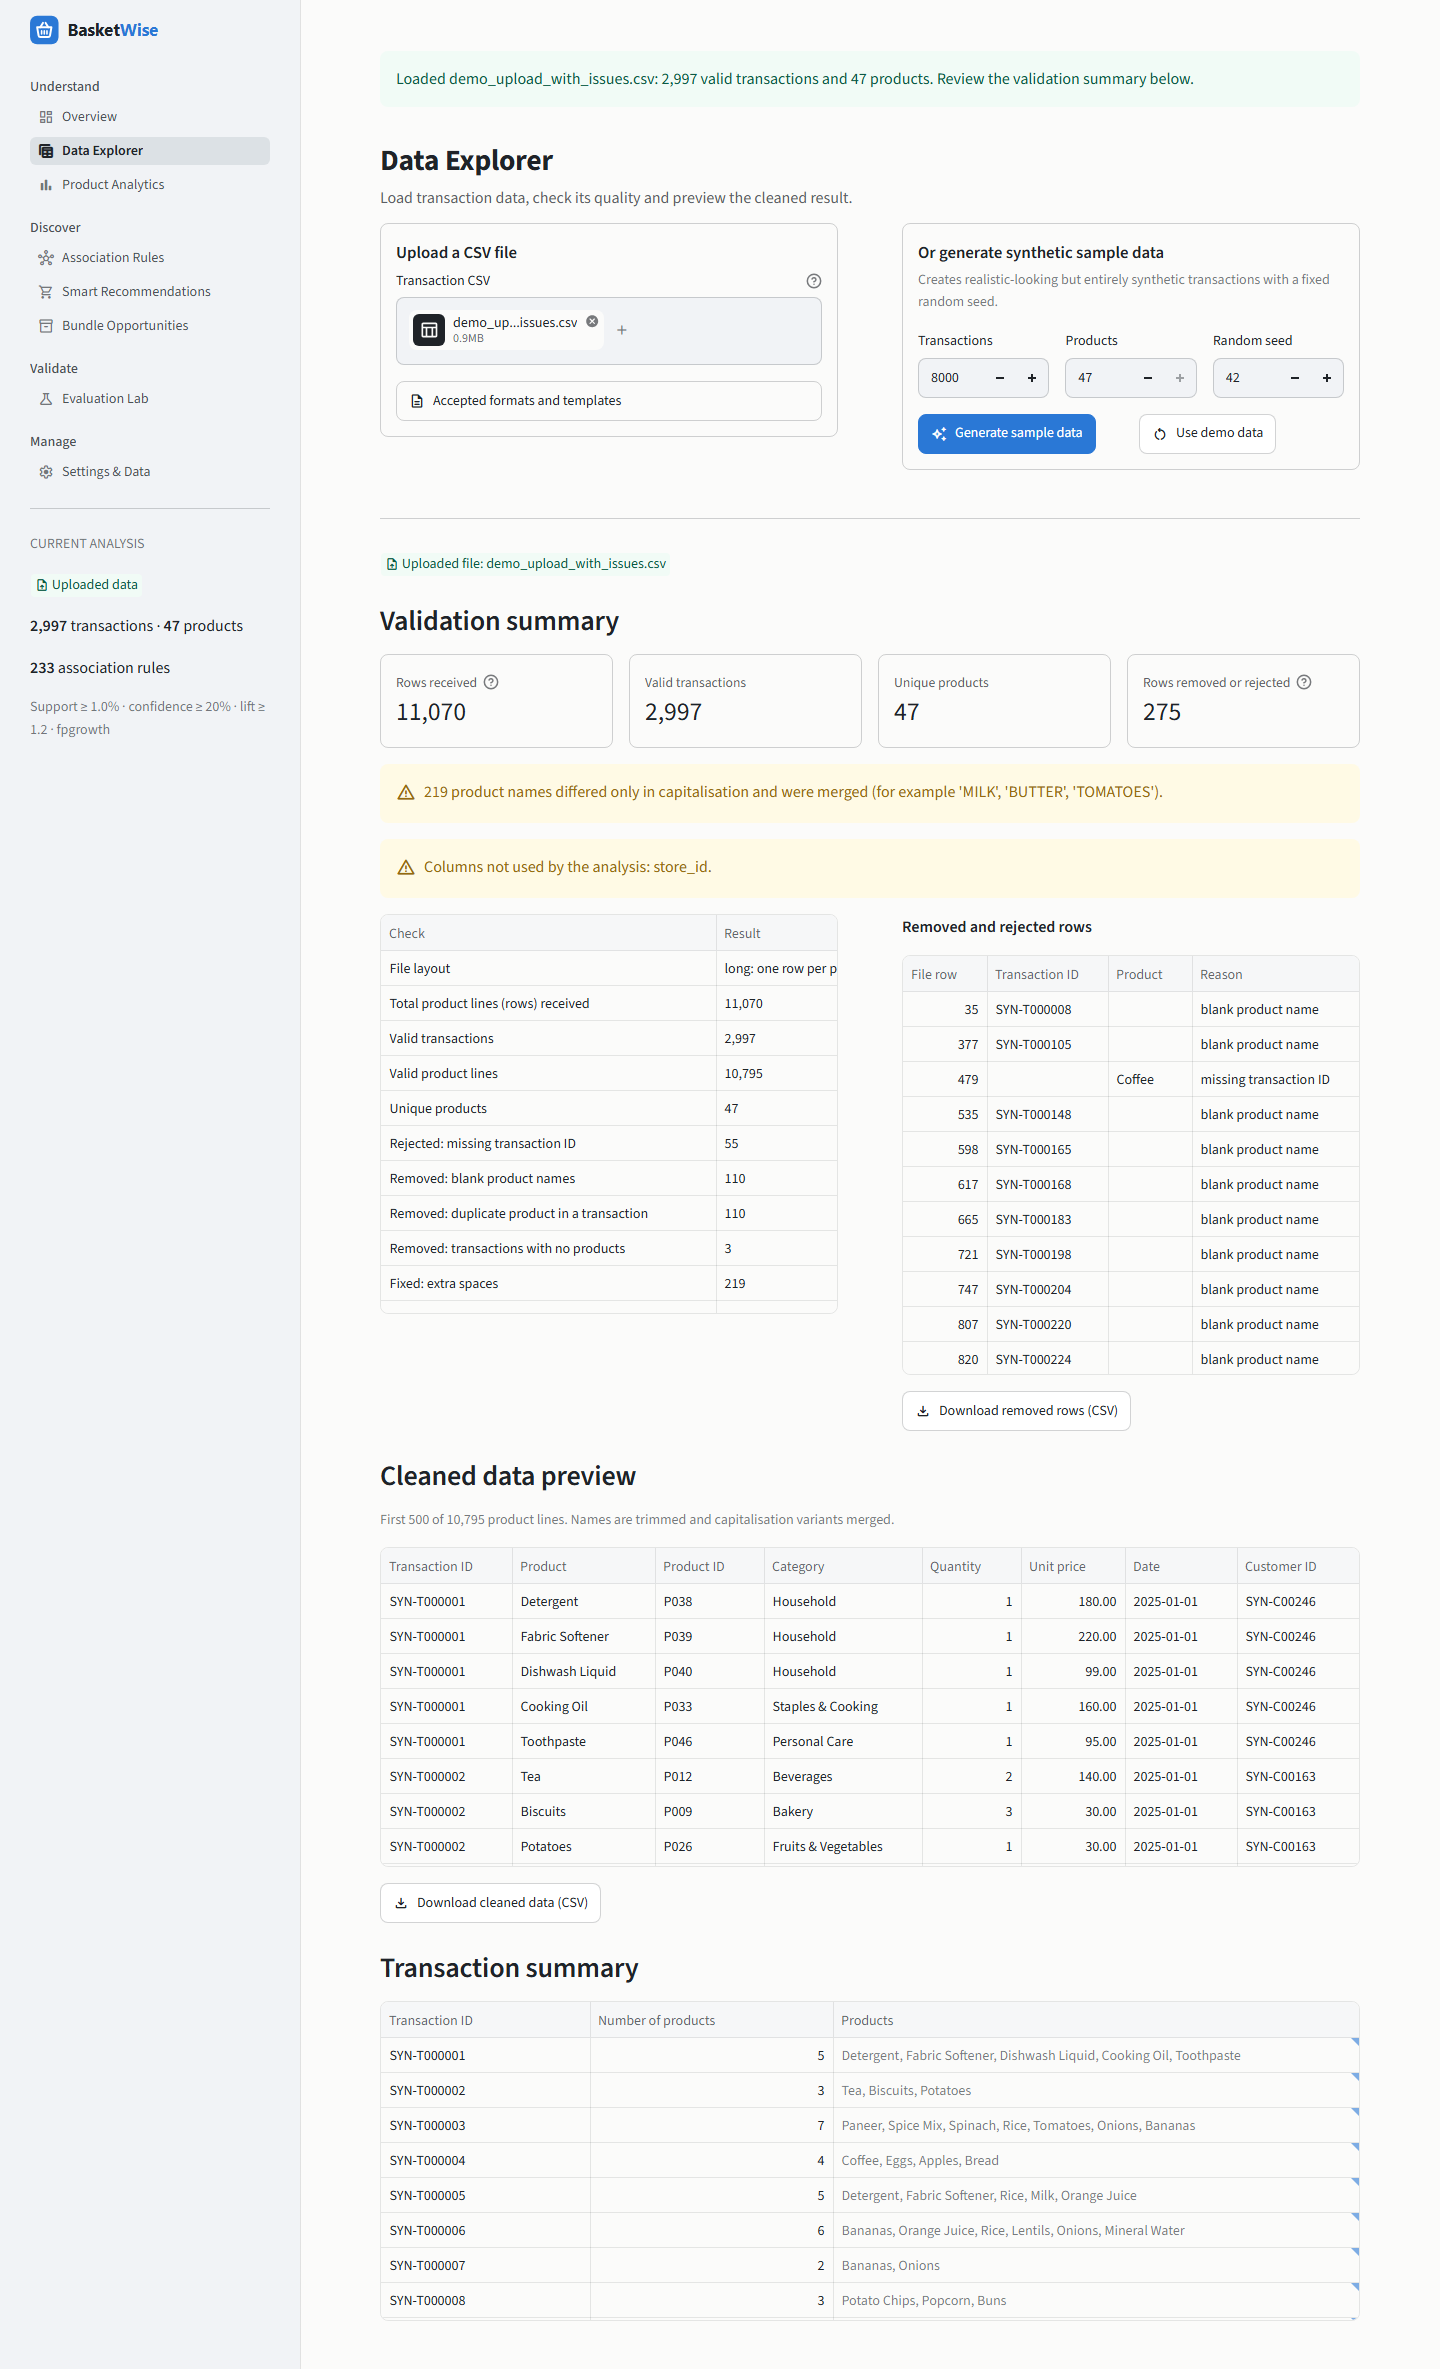 BasketWise
Understand
Overview
Data Explorer
Product Analytics
Discover
Association Rules
Smart Recommendations
Bundle Opportunities
Validate
Evaluation Lab
Manage
Settings & Data
CURRENT ANALYSIS
Uploaded data
2,997 transactions · 47 products
233 association rules
Support ≥ 1.0% · confidence ≥ 20% · lift ≥
1.2 · fpgrowth
Loaded demo_upload_with_issues.csv: 2,997 valid transactions and 47 products. Review the validation summary below.
Data Explorer
Load transaction data, check its quality and preview the cleaned result.
Upload a CSV file
Transaction CSV
demo_up...issues.csv
0.9MB
Accepted formats and templates
Or generate synthetic sample data
Creates realistic-looking but entirely synthetic transactions with a fixed
random seed.
Transactions Products Random seed
8000 47 42
Generate sample data Use demo data
Uploaded file: demo_upload_with_issues.csv
Validation summary
Rows received Valid transactions Unique products Rows removed or rejected
11,070 2,997 47 275
219 product names differed only in capitalisation and were merged (for example 'MILK', 'BUTTER', 'TOMATOES').
Columns not used by the analysis: store_id.
Check Result
File layout long: one row per p
Total product lines (rows) received 11,070
Valid transactions 2,997
Valid product lines 10,795
Unique products 47
Rejected: missing transaction ID 55
Removed: blank product names 110
Removed: duplicate product in a transaction 110
Removed: transactions with no products 3
Fixed: extra spaces 219
Removed and rejected rows
File row Transaction ID Product Reason
35 SYN-T000008 blank product name
377 SYN-T000105 blank product name
479 Coffee missing transaction ID
535 SYN-T000148 blank product name
598 SYN-T000165 blank product name
617 SYN-T000168 blank product name
665 SYN-T000183 blank product name
721 SYN-T000198 blank product name
747 SYN-T000204 blank product name
807 SYN-T000220 blank product name
820 SYN-T000224 blank product name
Download removed rows (CSV)
Cleaned data preview
First 500 of 10,795 product lines. Names are trimmed and capitalisation variants merged.
Transaction ID Product Product ID Category Quantity Unit price Date Customer ID
SYN-T000001 Detergent P038 Household 1 180.00 2025-01-01 SYN-C00246
SYN-T000001 Fabric Softener P039 Household 1 220.00 2025-01-01 SYN-C00246
SYN-T000001 Dishwash Liquid P040 Household 1 99.00 2025-01-01 SYN-C00246
SYN-T000001 Cooking Oil P033 Staples & Cooking 1 160.00 2025-01-01 SYN-C00246
SYN-T000001 Toothpaste P046 Personal Care 1 95.00 2025-01-01 SYN-C00246
SYN-T000002 Tea P012 Beverages 2 140.00 2025-01-01 SYN-C00163
SYN-T000002 Biscuits P009 Bakery 3 30.00 2025-01-01 SYN-C00163
SYN-T000002 Potatoes P026 Fruits & Vegetables 1 30.00 2025-01-01 SYN-C00163
Download cleaned data (CSV)
Transaction summary
Transaction ID Number of products Products
SYN-T000001 5 Detergent, Fabric Softener, Dishwash Liquid, Cooking Oil, Toothpaste
SYN-T000002 3 Tea, Biscuits, Potatoes
SYN-T000003 7 Paneer, Spice Mix, Spinach, Rice, Tomatoes, Onions, Bananas
SYN-T000004 4 Coffee, Eggs, Apples, Bread
SYN-T000005 5 Detergent, Fabric Softener, Rice, Milk, Orange Juice
SYN-T000006 6 Bananas, Orange Juice, Rice, Lentils, Onions, Mineral Water
SYN-T000007 2 Bananas, Onions
SYN-T000008 3 Potato Chips, Popcorn, Buns